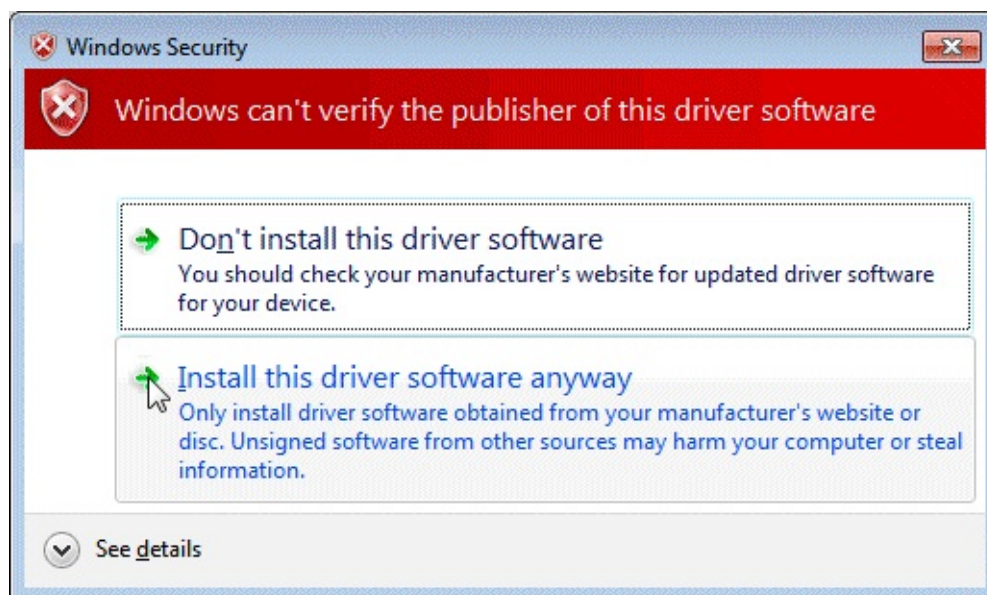 Windows Security
Windows can't verify the publisher of this driver software
Don't install this driver software
You should check your manufacturer's website for updated driver software
for your device.
Install this driver software anyway
Only install driver software obtained from your manufacturer's website or
disc. Unsigned software from other sources may harm your computer or steal
information.
See details